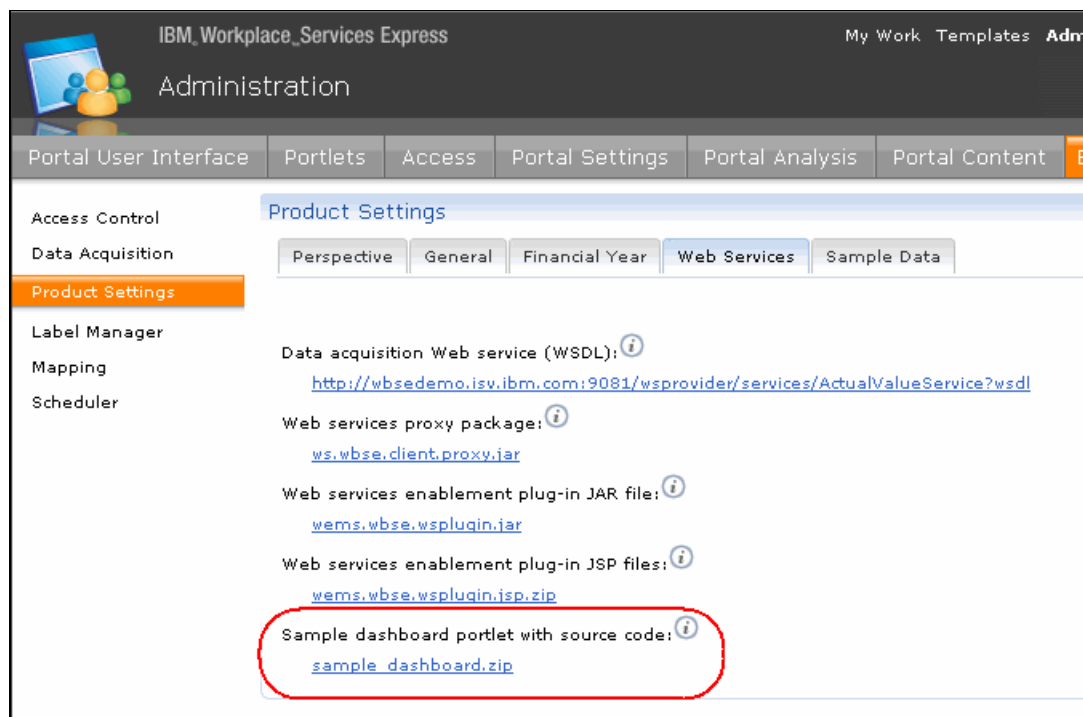 IBM Workplace Services Express
My Work Templates
Administration
Portal User Interface Portlets Access Portal Settings Portal Analysis Portal Content
Access Control
Data Acquisition
Product Settings
Label Manager
Mapping
Scheduler
Product Settings
Perspective General Financial Year Web Services Sample Data
Data acquisition Web service (WSDL): i
http://wbsedemo.isv.ibm.com:9081/wsprovider/services/ActualValueService?wsdl
Web services proxy package: i
ws.wbse.client.proxy.jar
Web services enablement plug-in JAR file: i
wems.wbse.wsplugin.jar
Web services enablement plug-in JSP files: i
wems.wbse.wsplugin.jsp.zip
Sample dashboard portlet with source code: i
sample_dashboard.zip